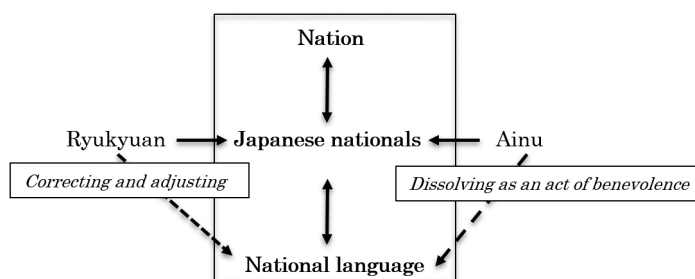 Nation
Ryukyuan
Japanese nationals
Ainu
Correcting and adjusting
Dissolving as an act of benevolence
National language